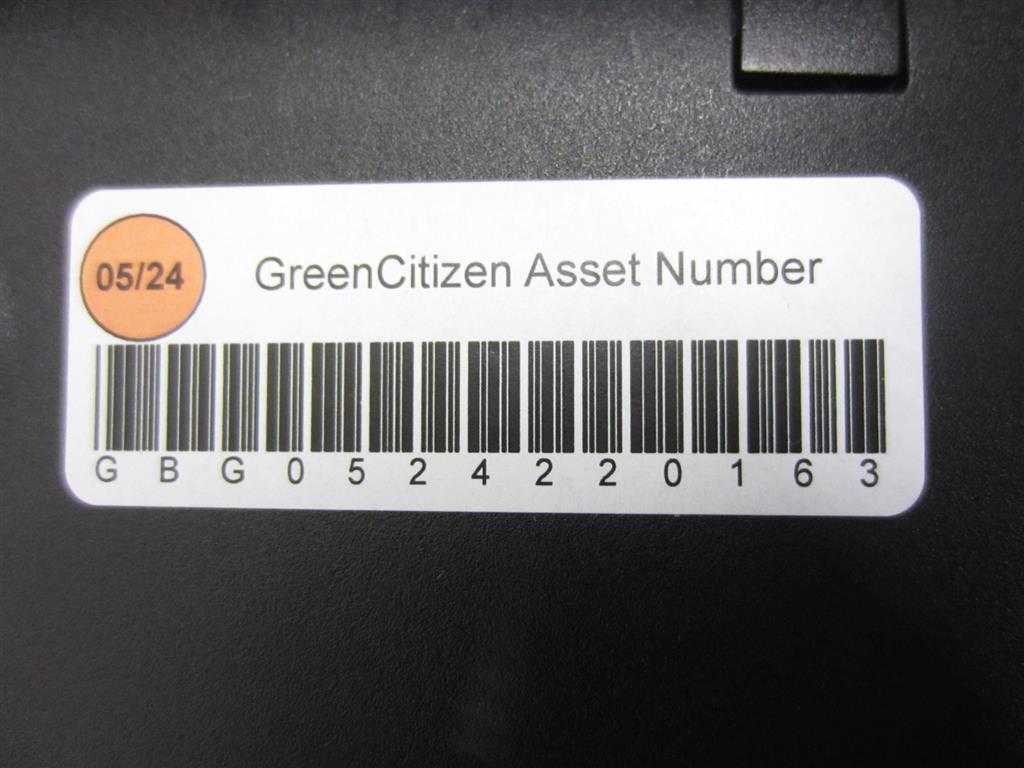 05/24
GreenCitizen Asset Number
GBG0524220163